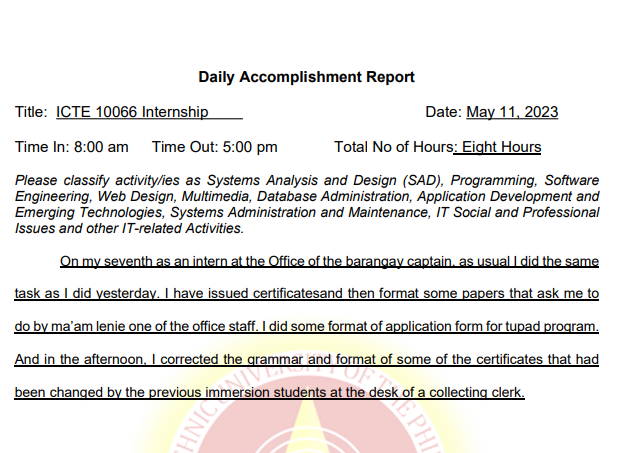 Daily Accomplishment Report
Title: ICTE 10066 Internship Date: May 11, 2023
Time In: 8:00 am Time Out: 5:00 pm Total No of Hours: Eight Hours
Please classify activity/ies as Systems Analysis and Design (SAD), Programming, Software
Engineering, Web Design, Multimedia, Database Administration, Application Development and
Emerging Technologies, Systems Administration and Maintenance, IT Social and Professional
Issues and other IT-related Activities.
On my seventh as an intern at the Office of the barangay captain, as usual I did the same
task as I did yesterday. I have issued certificatesand then format some papers that ask me to
do by ma’am lenie one of the office staff. I did some format of application form for tupad program.
And in the afternoon, I corrected the grammar and format of some of the certificates that had
been changed by the previous immersion students at the desk of a collecting clerk.
UNIVERSITY OF THE